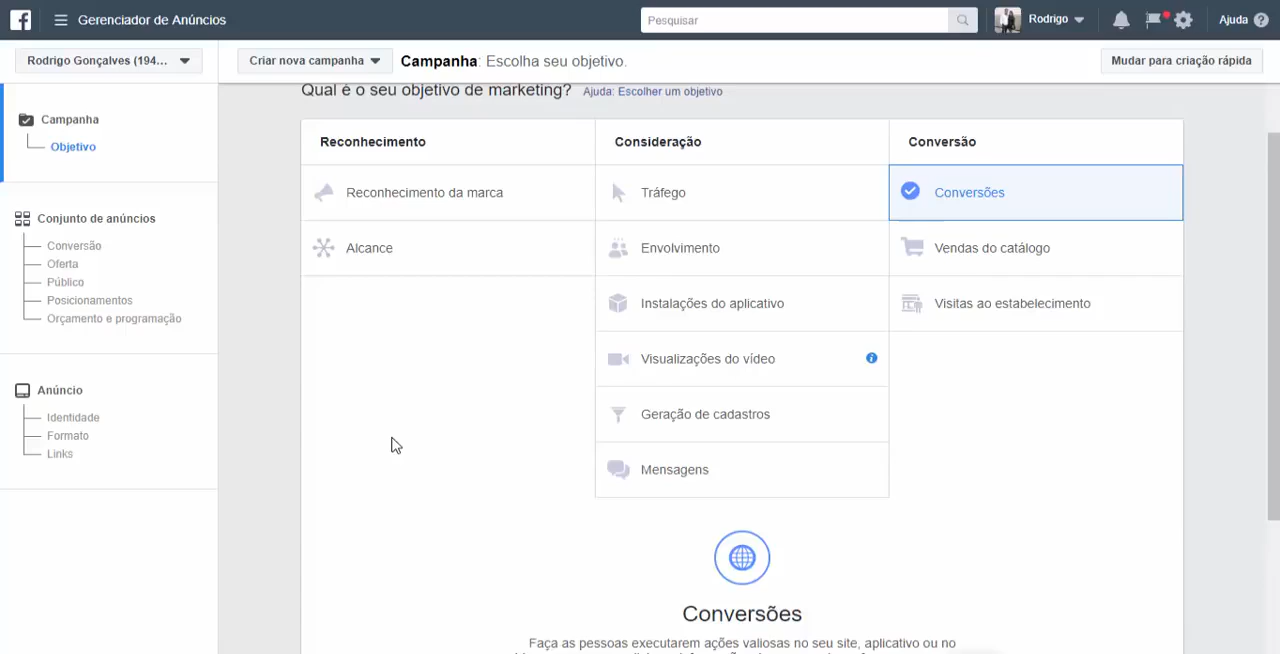 Gerenciador de Anúncios
Pesquisar
Rodrigo
Ajuda
Rodrigo Gonçalves (194...
Criar nova campanha
Campanha: Escolha seu objetivo.
Mudar para criação rápida
Qual é o seu objetivo de marketing? Ajuda: Escolher um objetivo
Campanha
Objetivo
Conjunto de anúncios
Conversão
Oferta
Público
Posicionamentos
Orçamento e programação
Anúncio
Identidade
Formato
Links
Reconhecimento
Reconhecimento da marca
Alcance
Consideração
Tráfego
Envolvimento
Instalações do aplicativo
Visualizações do vídeo
Geração de cadastros
Mensagens
Conversão
Conversões
Vendas do catálogo
Visitas ao estabelecimento
Conversões
Faça as pessoas executarem ações valiosas no seu site, aplicativo ou no